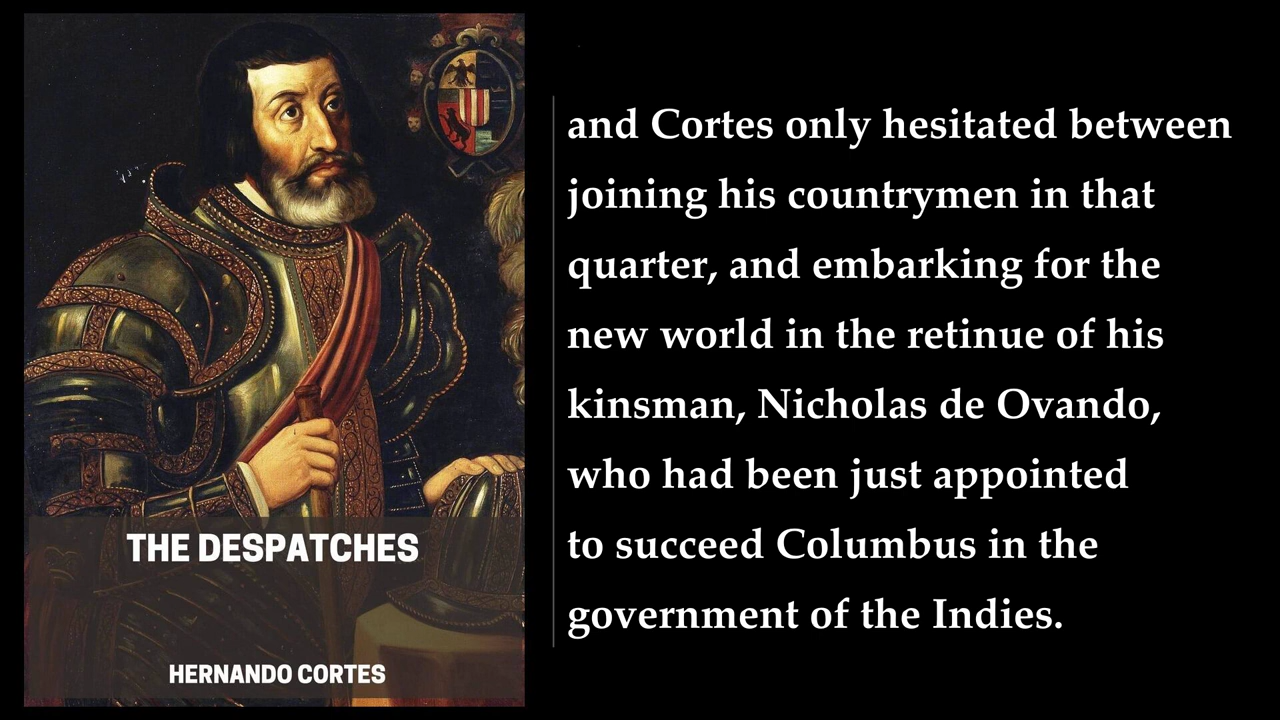 THE DESPATCHES
HERNANDO CORTES
and Cortes only hesitated between
joining his countrymen in that
quarter, and embarking for the
new world in the retinue of his
kinsman, Nicholas de Ovando,
who had been just appointed
to succeed Columbus in the
government of the Indies.